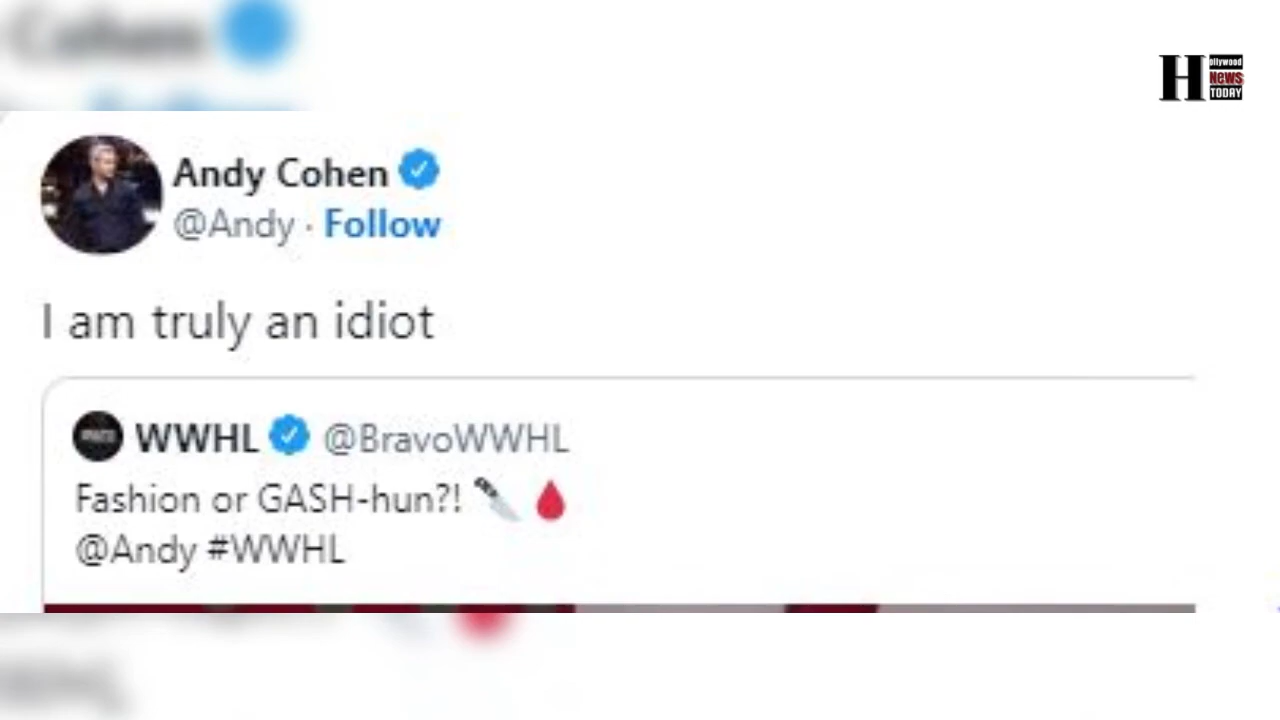 Cohen
Hollywood
News
TODAY
Andy Cohen
@Andy · Follow
I am truly an idiot
WWHL @BravoWWHL
Fashion or GASH-hun?! 🔪 🩸
@Andy #WWHL